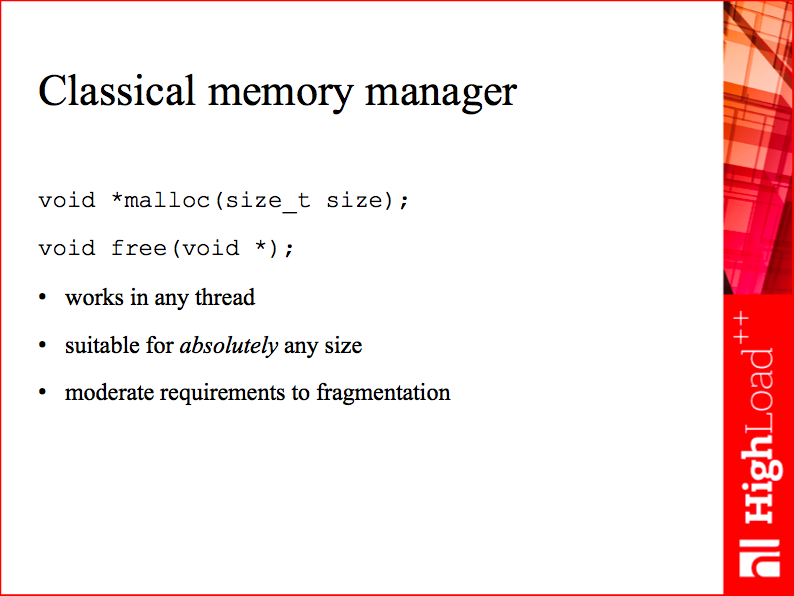 Classical memory manager
void *malloc(size_t size);
void free(void *);
• works in any thread
• suitable for absolutely any size
• moderate requirements to fragmentation
HighLoad++